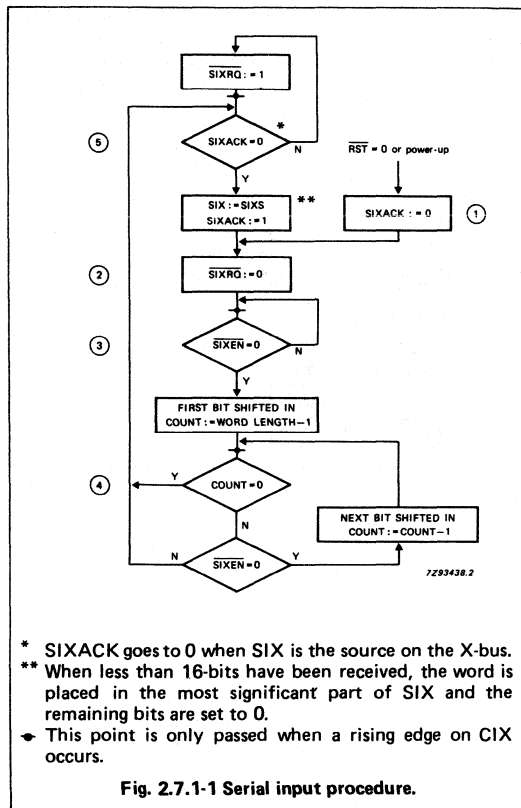 SIXRQ := 1
SIXACK = 0
*
N
Y
5
RST = 0 or power-up
SIX := SIXS
SIXACK := 1
**
SIXACK := 0
1
2
SIXRQ := 0
3
SIXEN = 0
N
Y
FIRST BIT SHIFTED IN
COUNT := WORD LENGTH–1
4
Y
COUNT = 0
N
NEXT BIT SHIFTED IN
COUNT := COUNT–1
N
SIXEN = 0
Y
7Z93438.2
* SIXACK goes to 0 when SIX is the source on the X-bus.
** When less than 16-bits have been received, the word is
placed in the most significant part of SIX and the
remaining bits are set to 0.
This point is only passed when a rising edge on CIX
occurs.
Fig. 2.7.1-1 Serial input procedure.